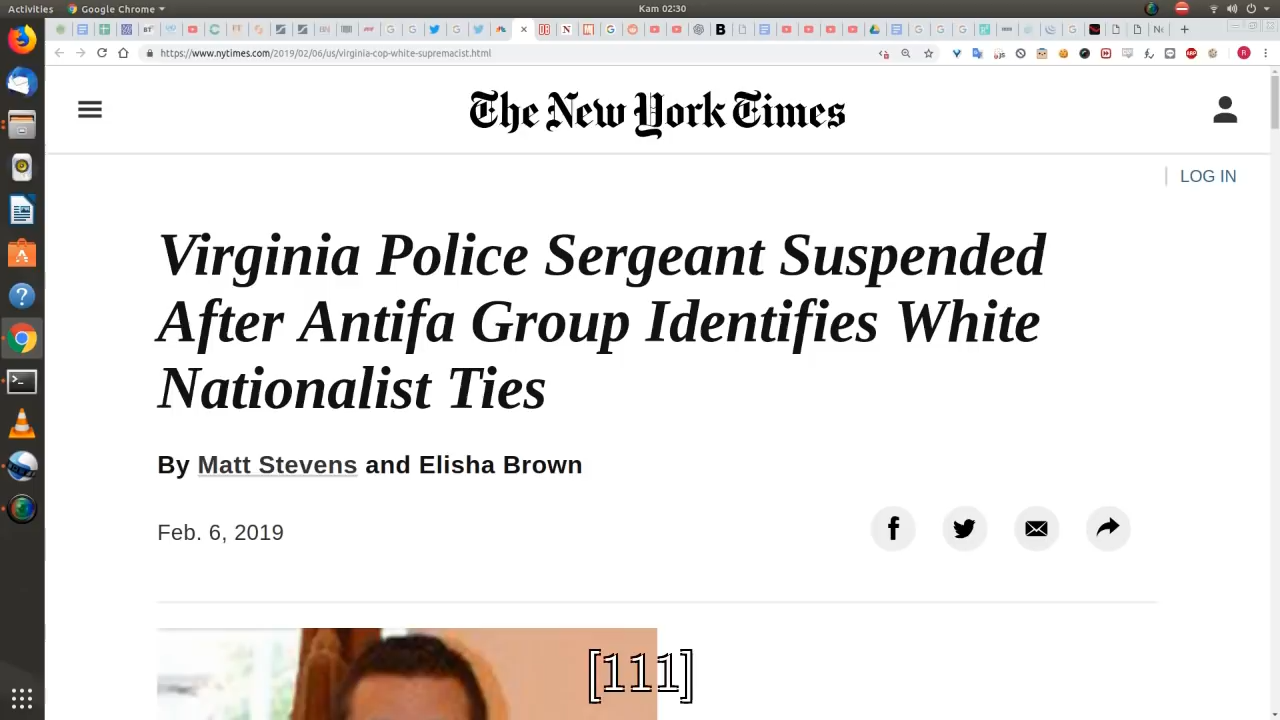 Activities Google Chrome Kam 02:30
https://www.nytimes.com/2019/02/06/us/virginia-cop-white-supremacist.html
The New York Times
LOG IN
Virginia Police Sergeant Suspended
After Antifa Group Identifies White
Nationalist Ties
By Matt Stevens and Elisha Brown
Feb. 6, 2019
[111]